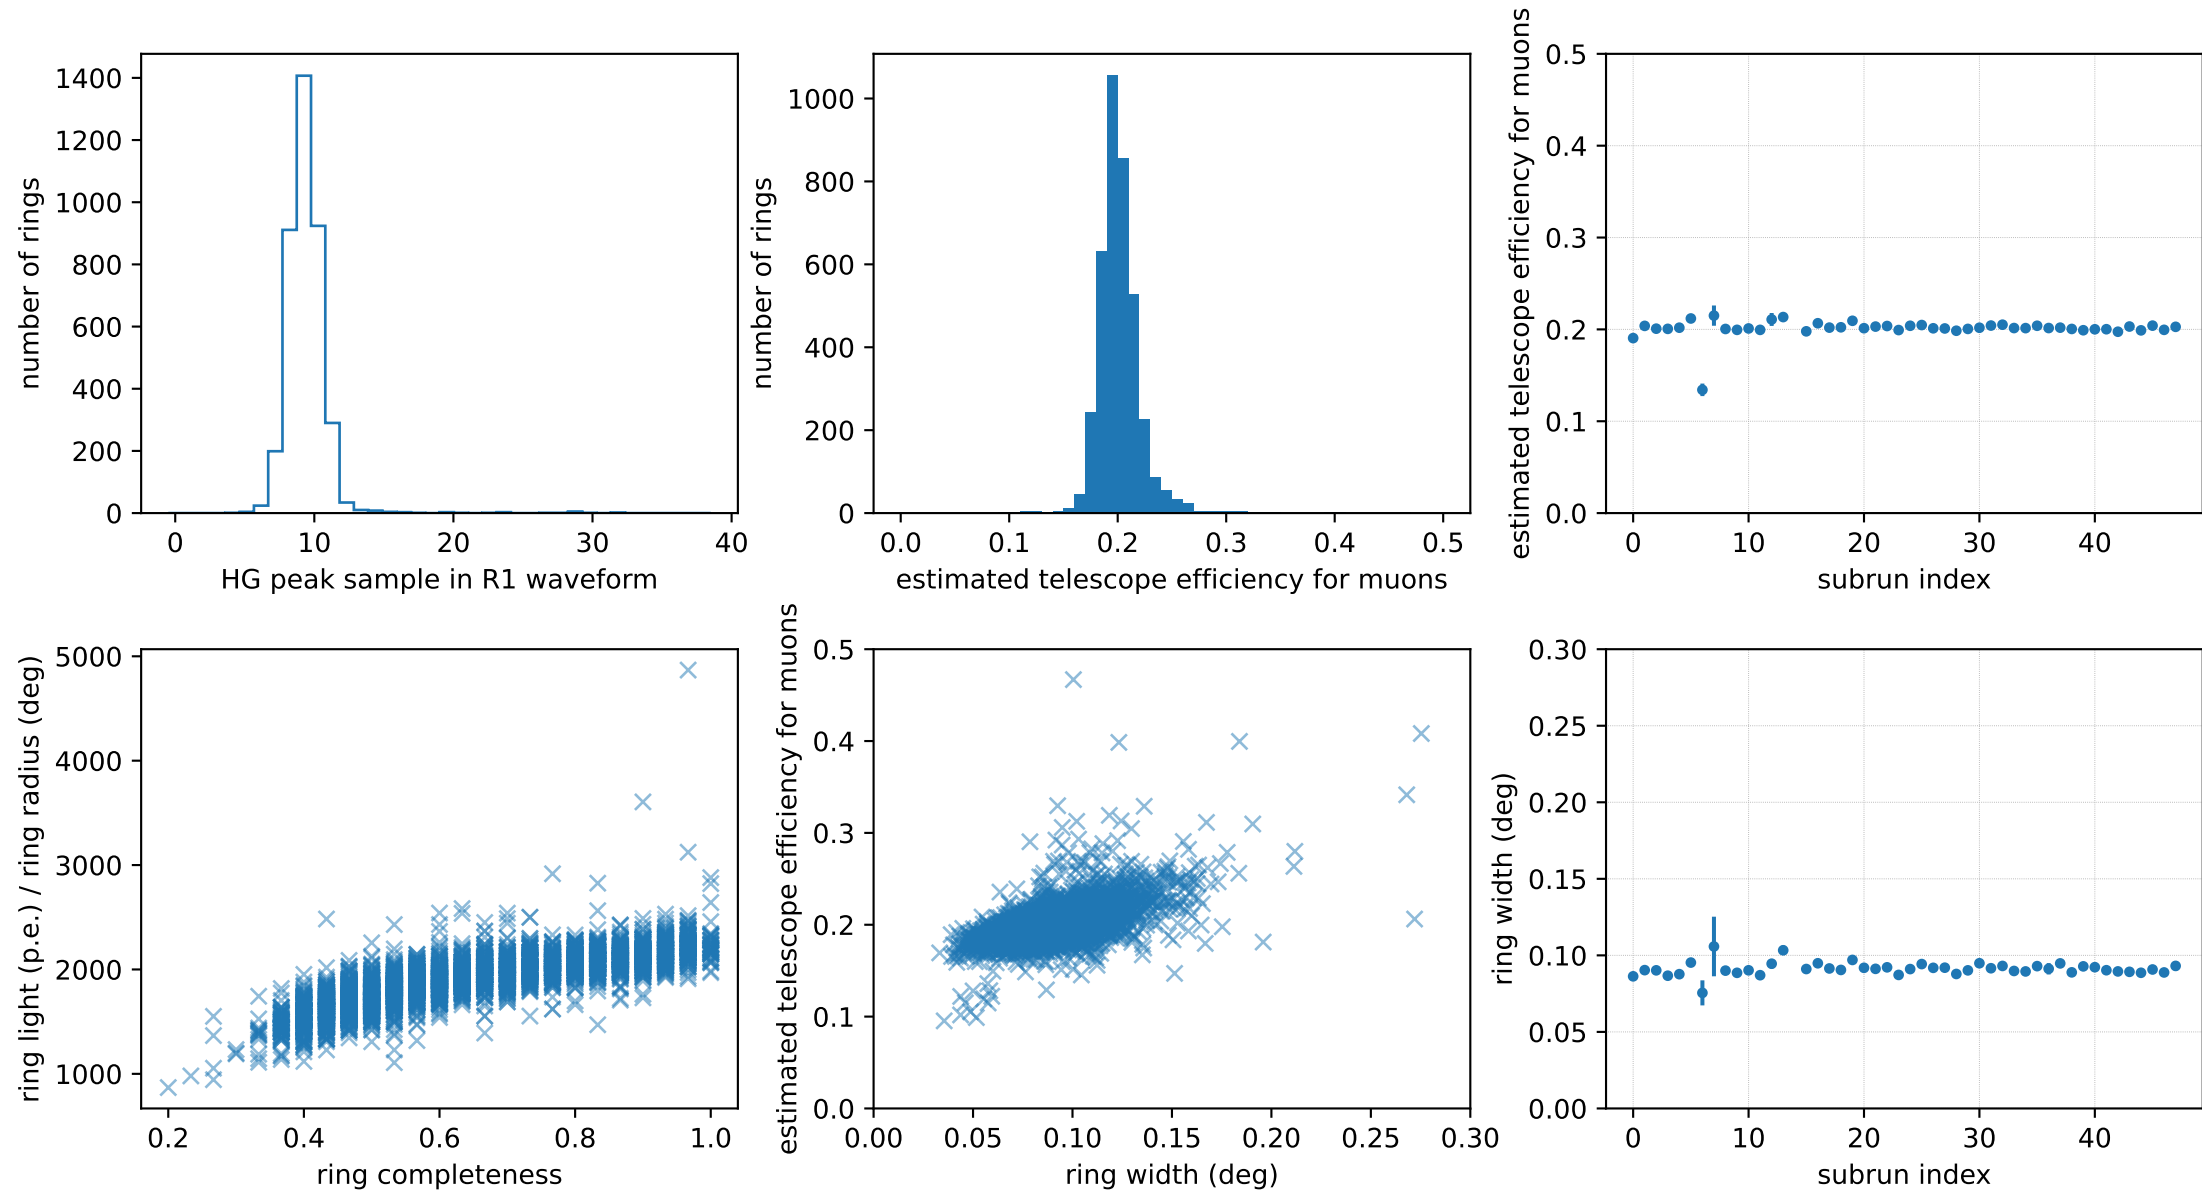 number of rings
1400
1200
1000
800
600
400
200
0
0 10 20 30 40
HG peak sample in R1 waveform
number of rings
1000
800
600
400
200
0
0.0 0.1 0.2 0.3 0.4 0.5
estimated telescope efficiency for muons
estimated telescope efficiency for muons
0.5
0.4
0.3
0.2
0.1
0.0
0 10 20 30 40
subrun index
ring light (p.e.) / ring radius (deg)
5000
4000
3000
2000
1000
0.2 0.4 0.6 0.8 1.0
ring completeness
estimated telescope efficiency for muons
0.5
0.4
0.3
0.2
0.1
0.0
0.00 0.05 0.10 0.15 0.20 0.25 0.30
ring width (deg)
ring width (deg)
0.30
0.25
0.20
0.15
0.10
0.05
0.00
0 10 20 30 40
subrun index